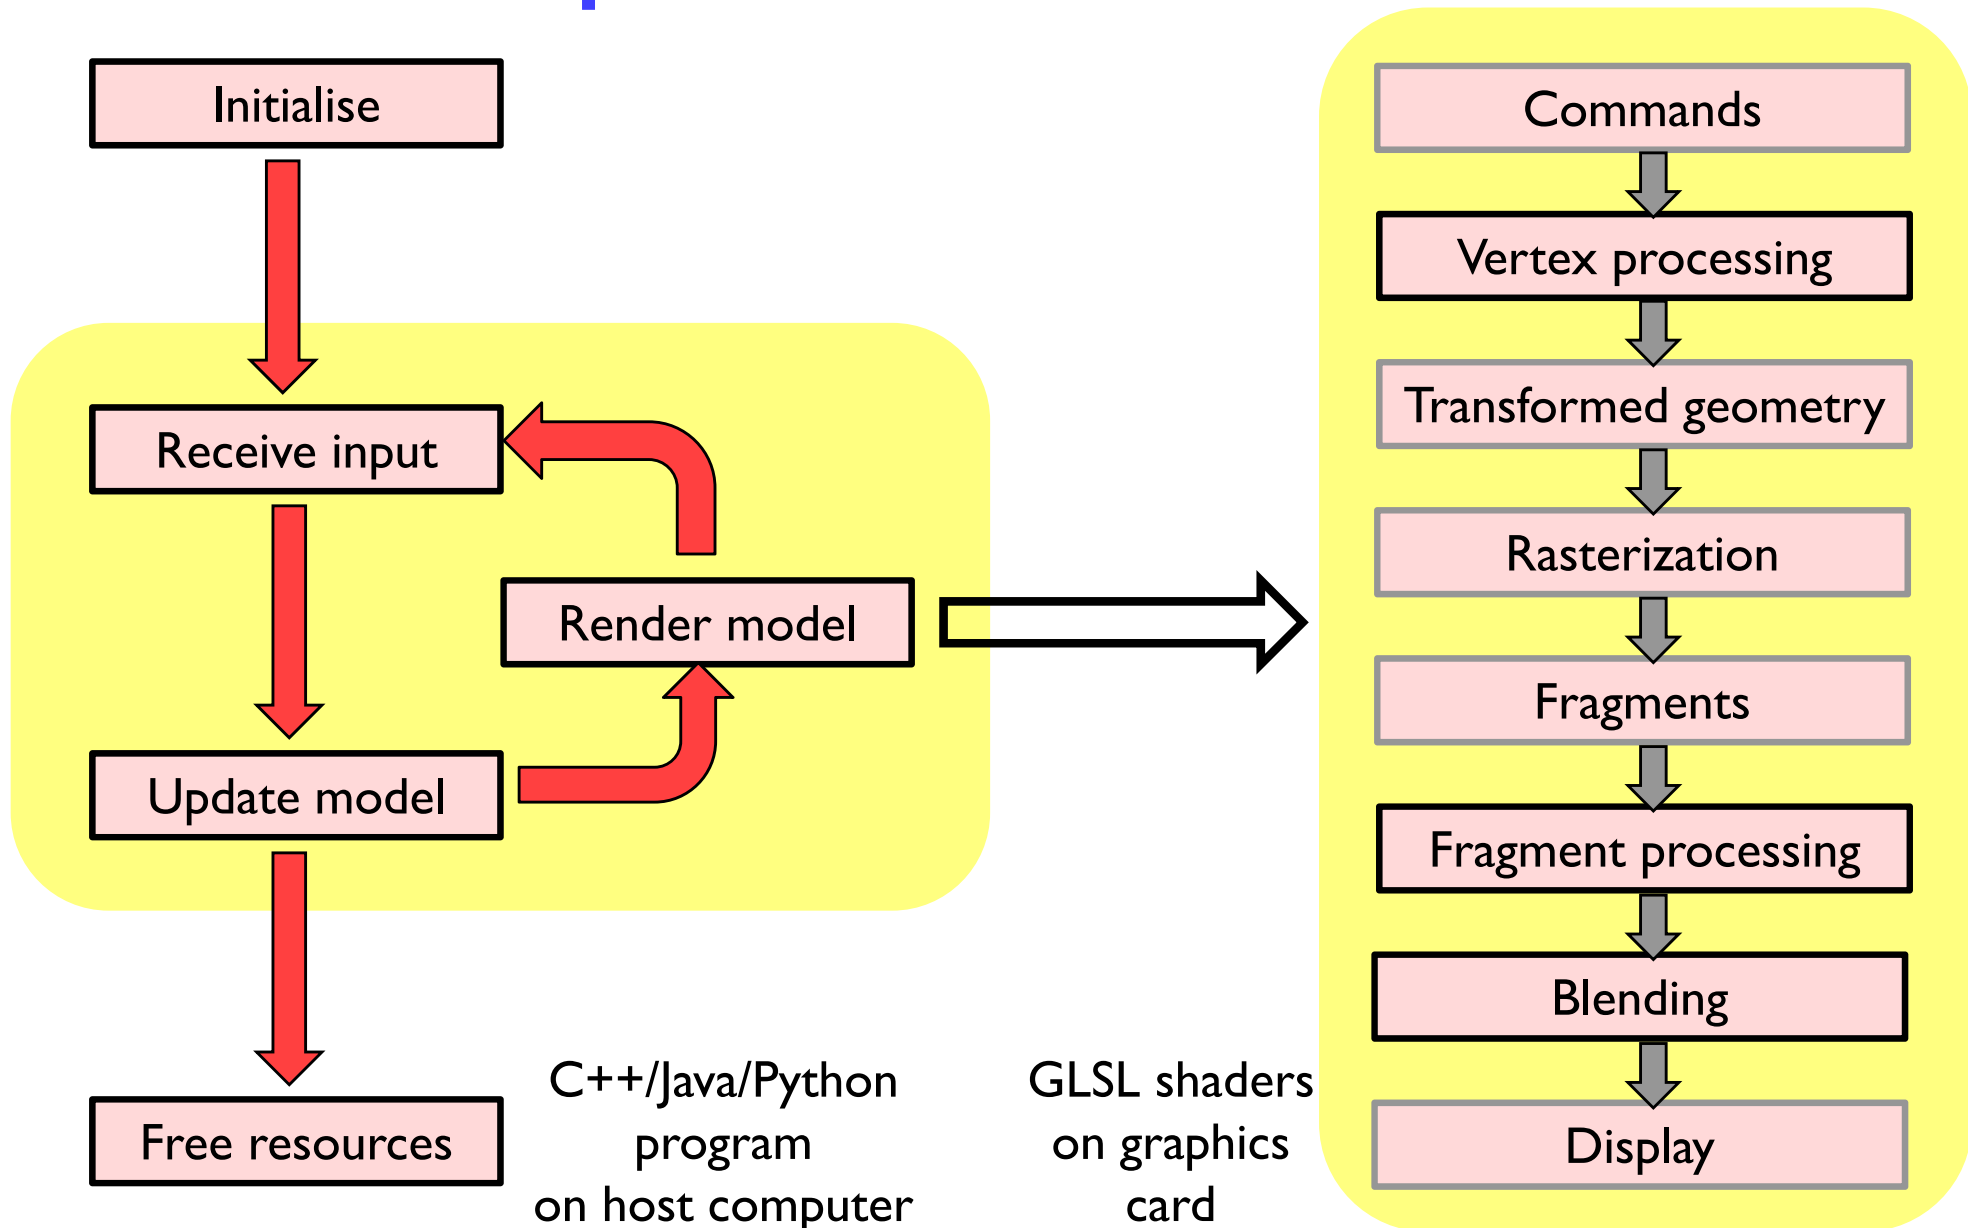 Initialise
Receive input
Render model
Update model
Free resources
C++/Java/Python
program
on host computer
GLSL shaders
on graphics
card
Commands
Vertex processing
Transformed geometry
Rasterization
Fragments
Fragment processing
Blending
Display